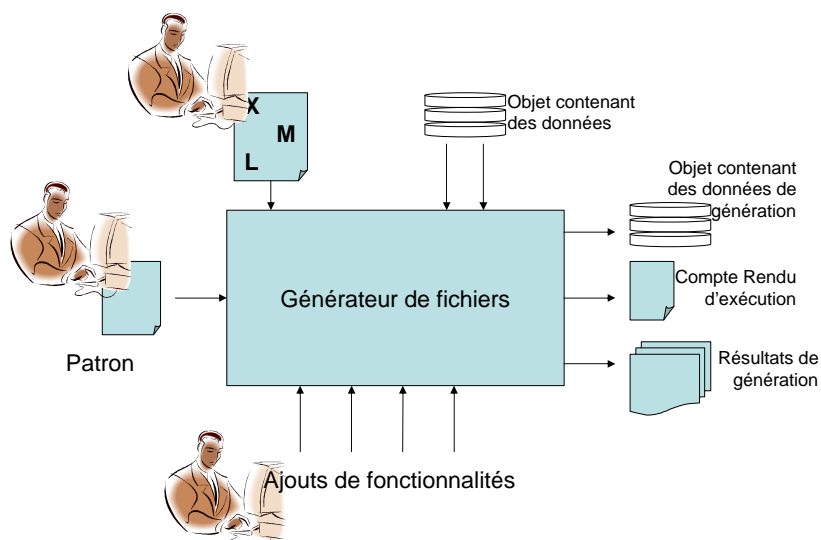 X
M
L
Objet contenant
des données
Objet contenant
des données de
génération
Générateur de fichiers
Compte Rendu
d'exécution
Patron
Résultats de
génération
Ajouts de fonctionnalités